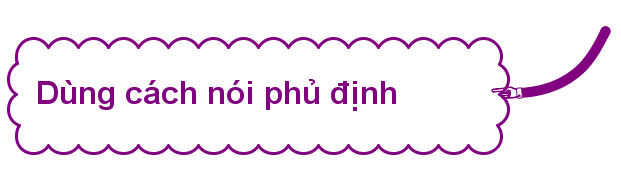 Dùng cách nói phủ định